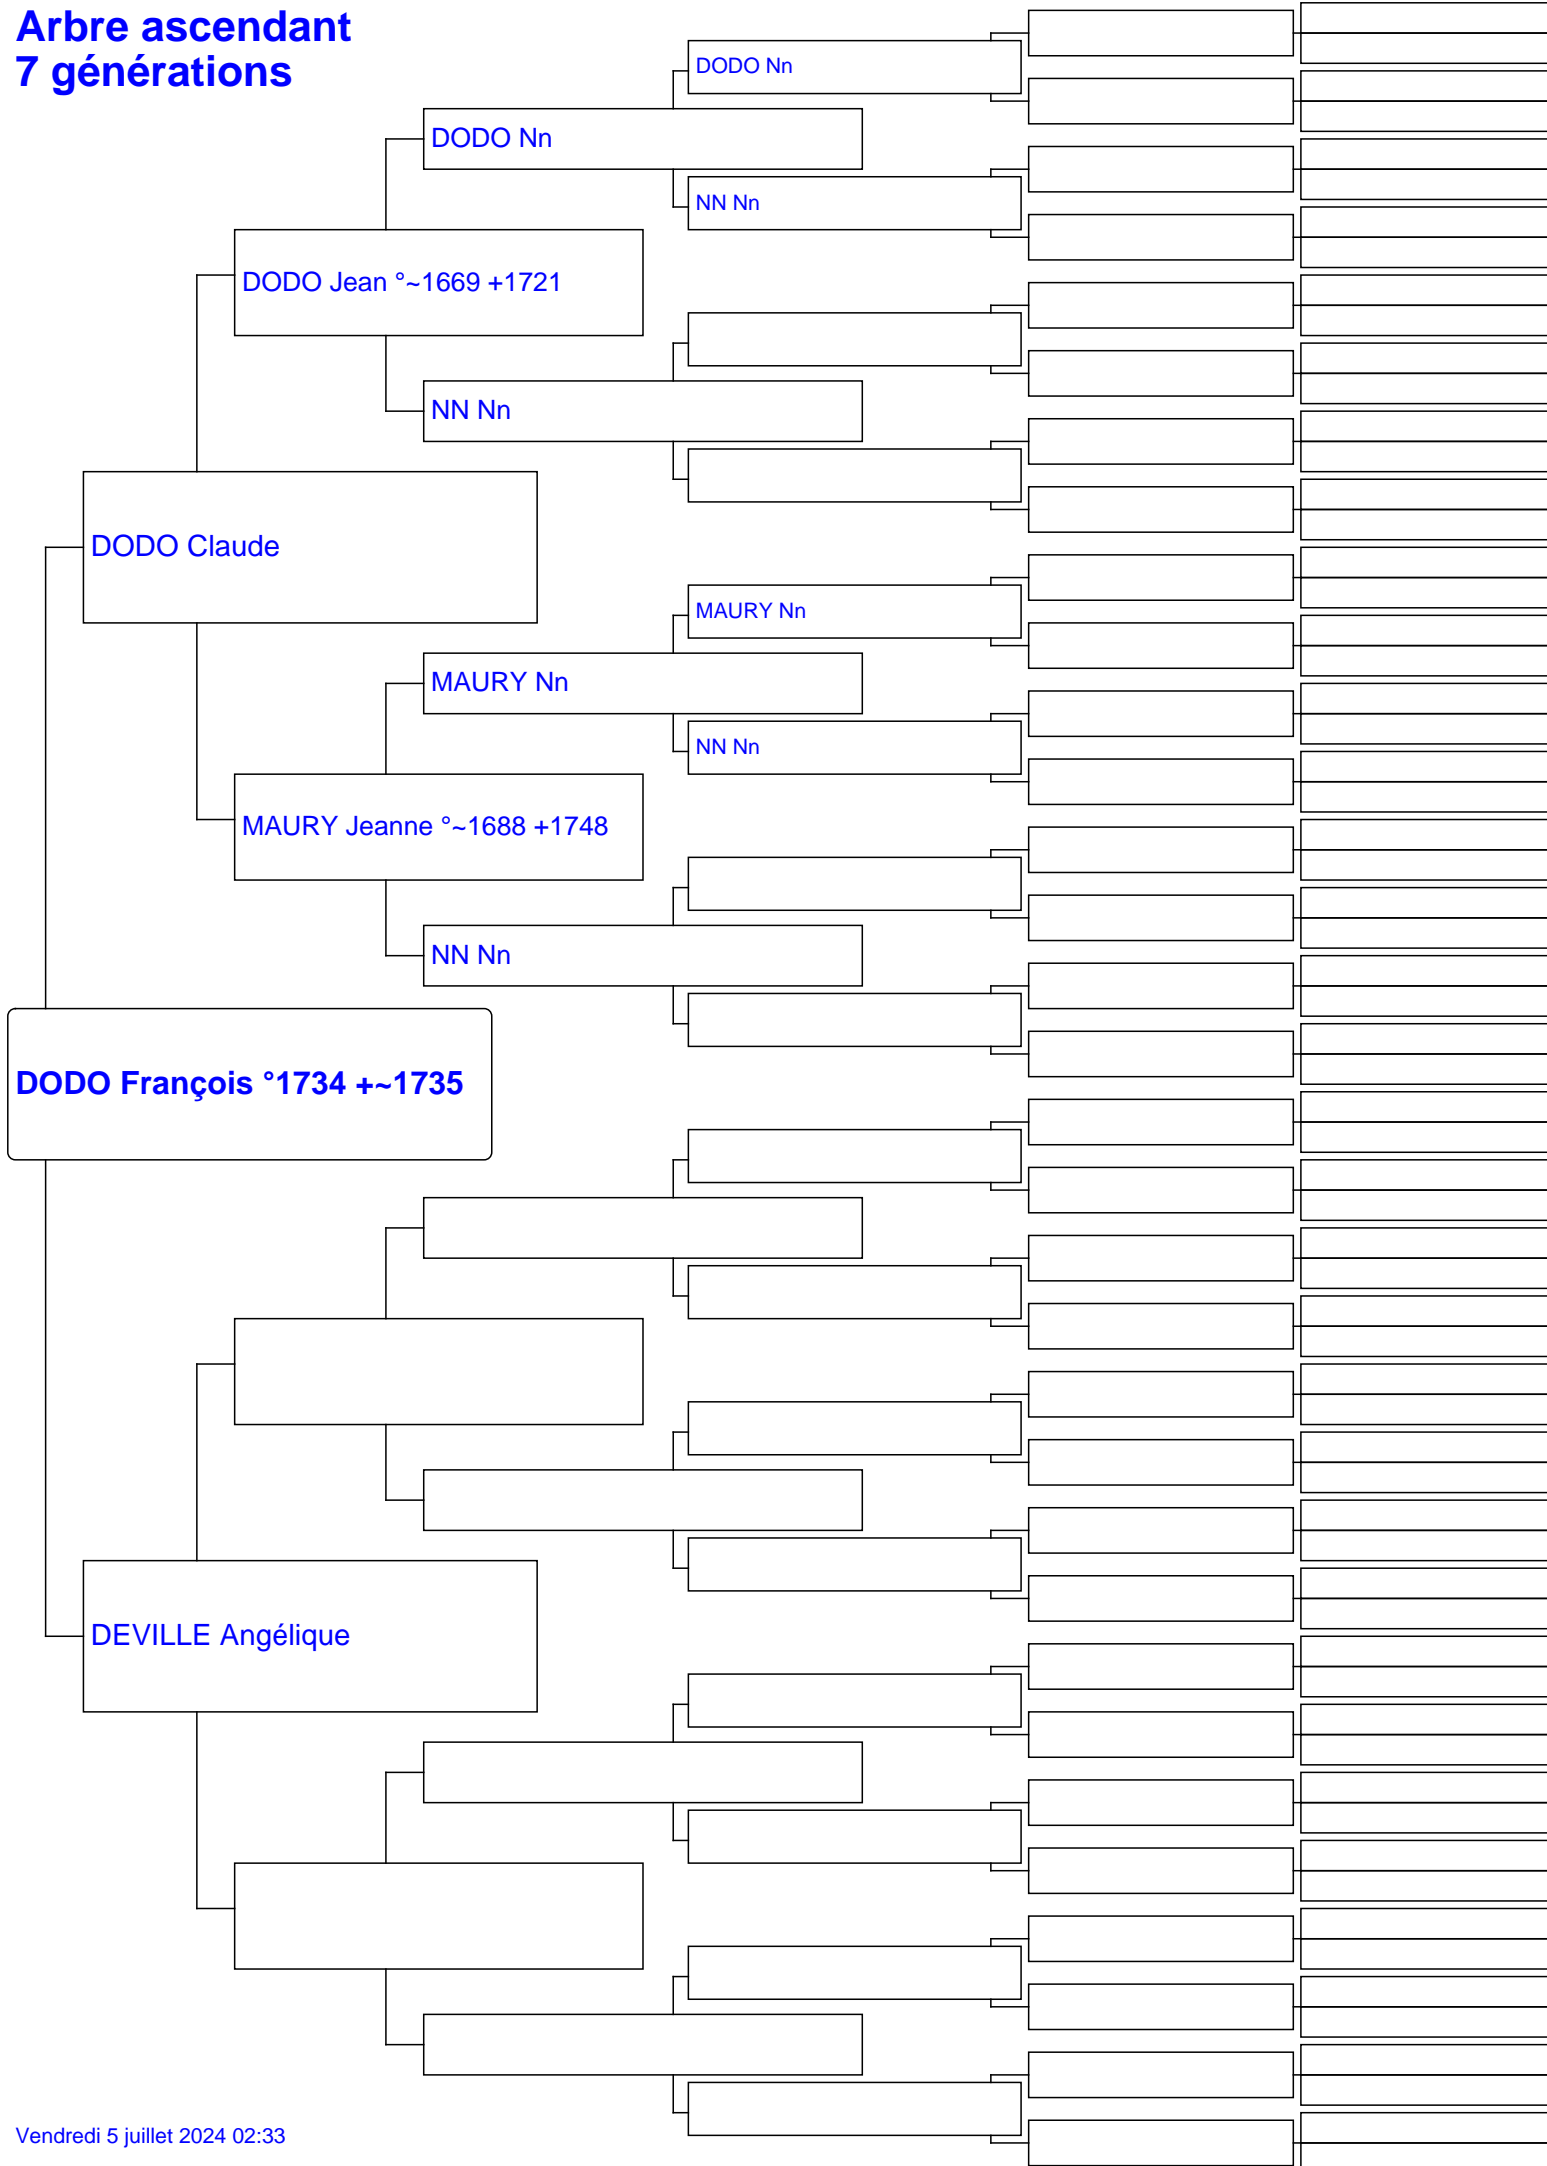 Arbre ascendant
7 générations
DODO Nn
DODO Nn
NN Nn
DODO Jean °~1669 +1721
NN Nn
DODO Claude
MAURY Nn
MAURY Nn
NN Nn
MAURY Jeanne °~1688 +1748
NN Nn
DODO François °1734 +~1735
DEVILLE Angélique
Vendredi 5 juillet 2024 02:33